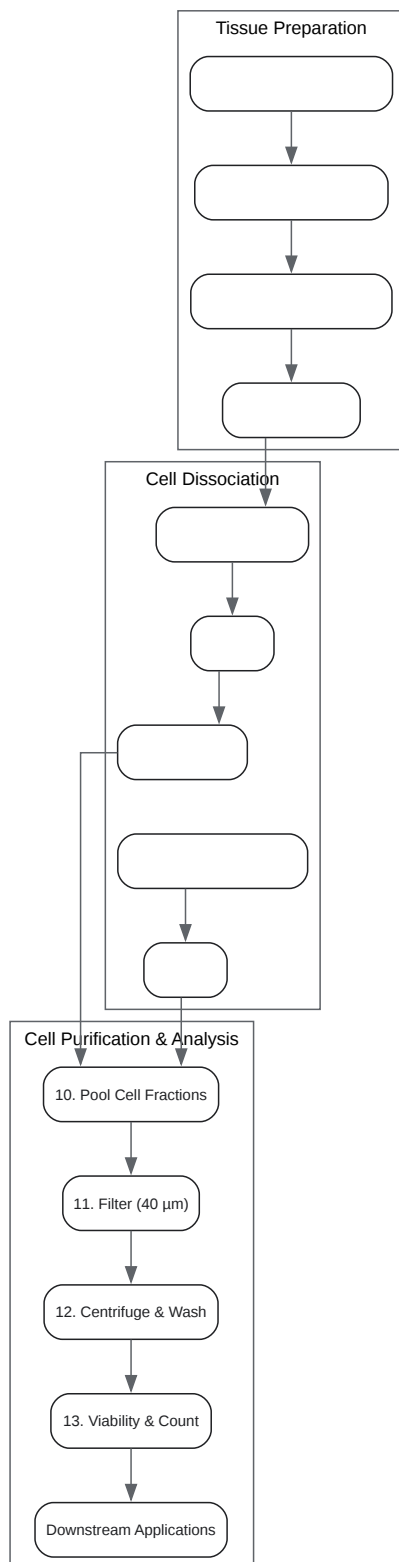 Tissue Preparation
Cell Dissociation
Cell Purification & Analysis
10. Pool Cell Fractions
11. Filter (40 µm)
12. Centrifuge & Wash
13. Viability & Count
Downstream Applications